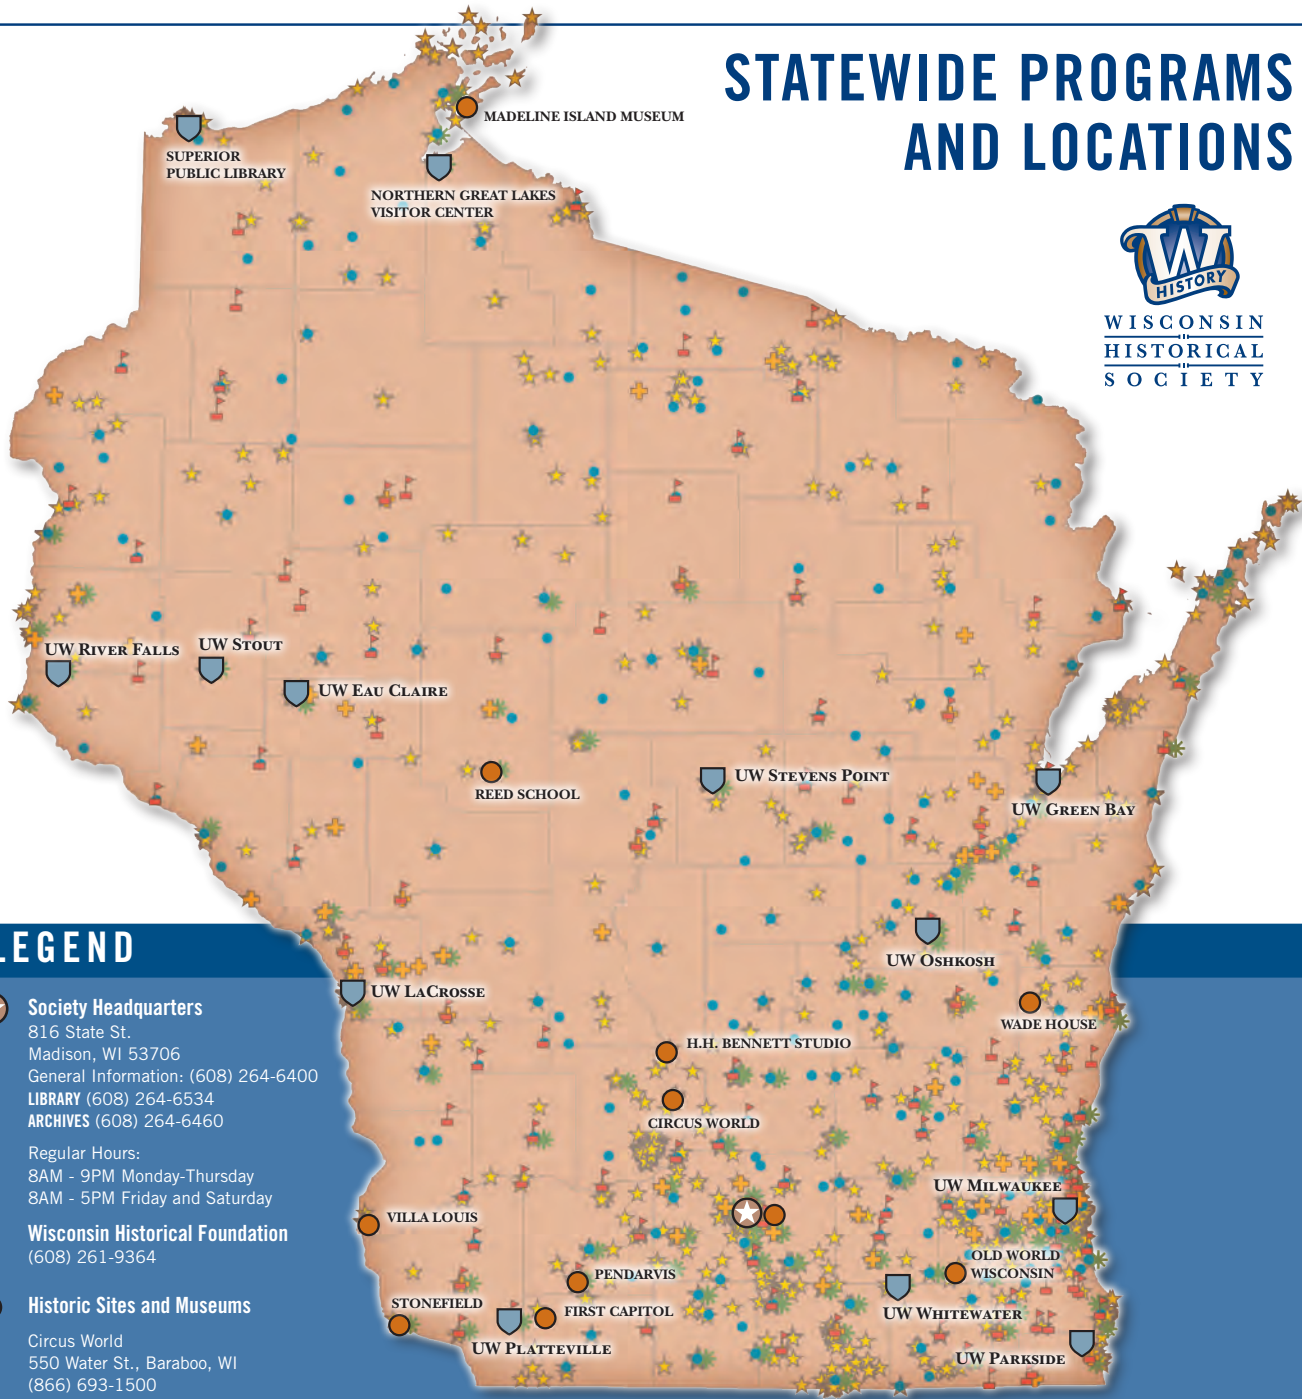 STATEWIDE PROGRAMS
AND LOCATIONS
W
HISTORY
WISCONSIN
HISTORICAL
SOCIETY
MADELINE ISLAND MUSEUM
SUPERIOR
PUBLIC LIBRARY
NORTHERN GREAT LAKES
VISITOR CENTER
UW RIVER FALLS
UW STOUT
UW EAU CLAIRE
REED SCHOOL
UW STEVENS POINT
UW GREEN BAY
UW OSHKOSH
UW LACROSSE
WADE HOUSE
H.H. BENNETT STUDIO
CIRCUS WORLD
UW MILWAUKEE
VILLA LOUIS
OLD WORLD
WISCONSIN
PENDARVIS
STONEFIELD
FIRST CAPITOL
UW WHITEWATER
UW PLATTEVILLE
UW PARKSIDE
LEGEND
Society Headquarters
816 State St.
Madison, WI 53706
General Information: (608) 264-6400
LIBRARY (608) 264-6534
ARCHIVES (608) 264-6460
Regular Hours:
8AM - 9PM Monday-Thursday
8AM - 5PM Friday and Saturday
Wisconsin Historical Foundation
(608) 261-9364
Historic Sites and Museums
Circus World
550 Water St., Baraboo, WI
(866) 693-1500